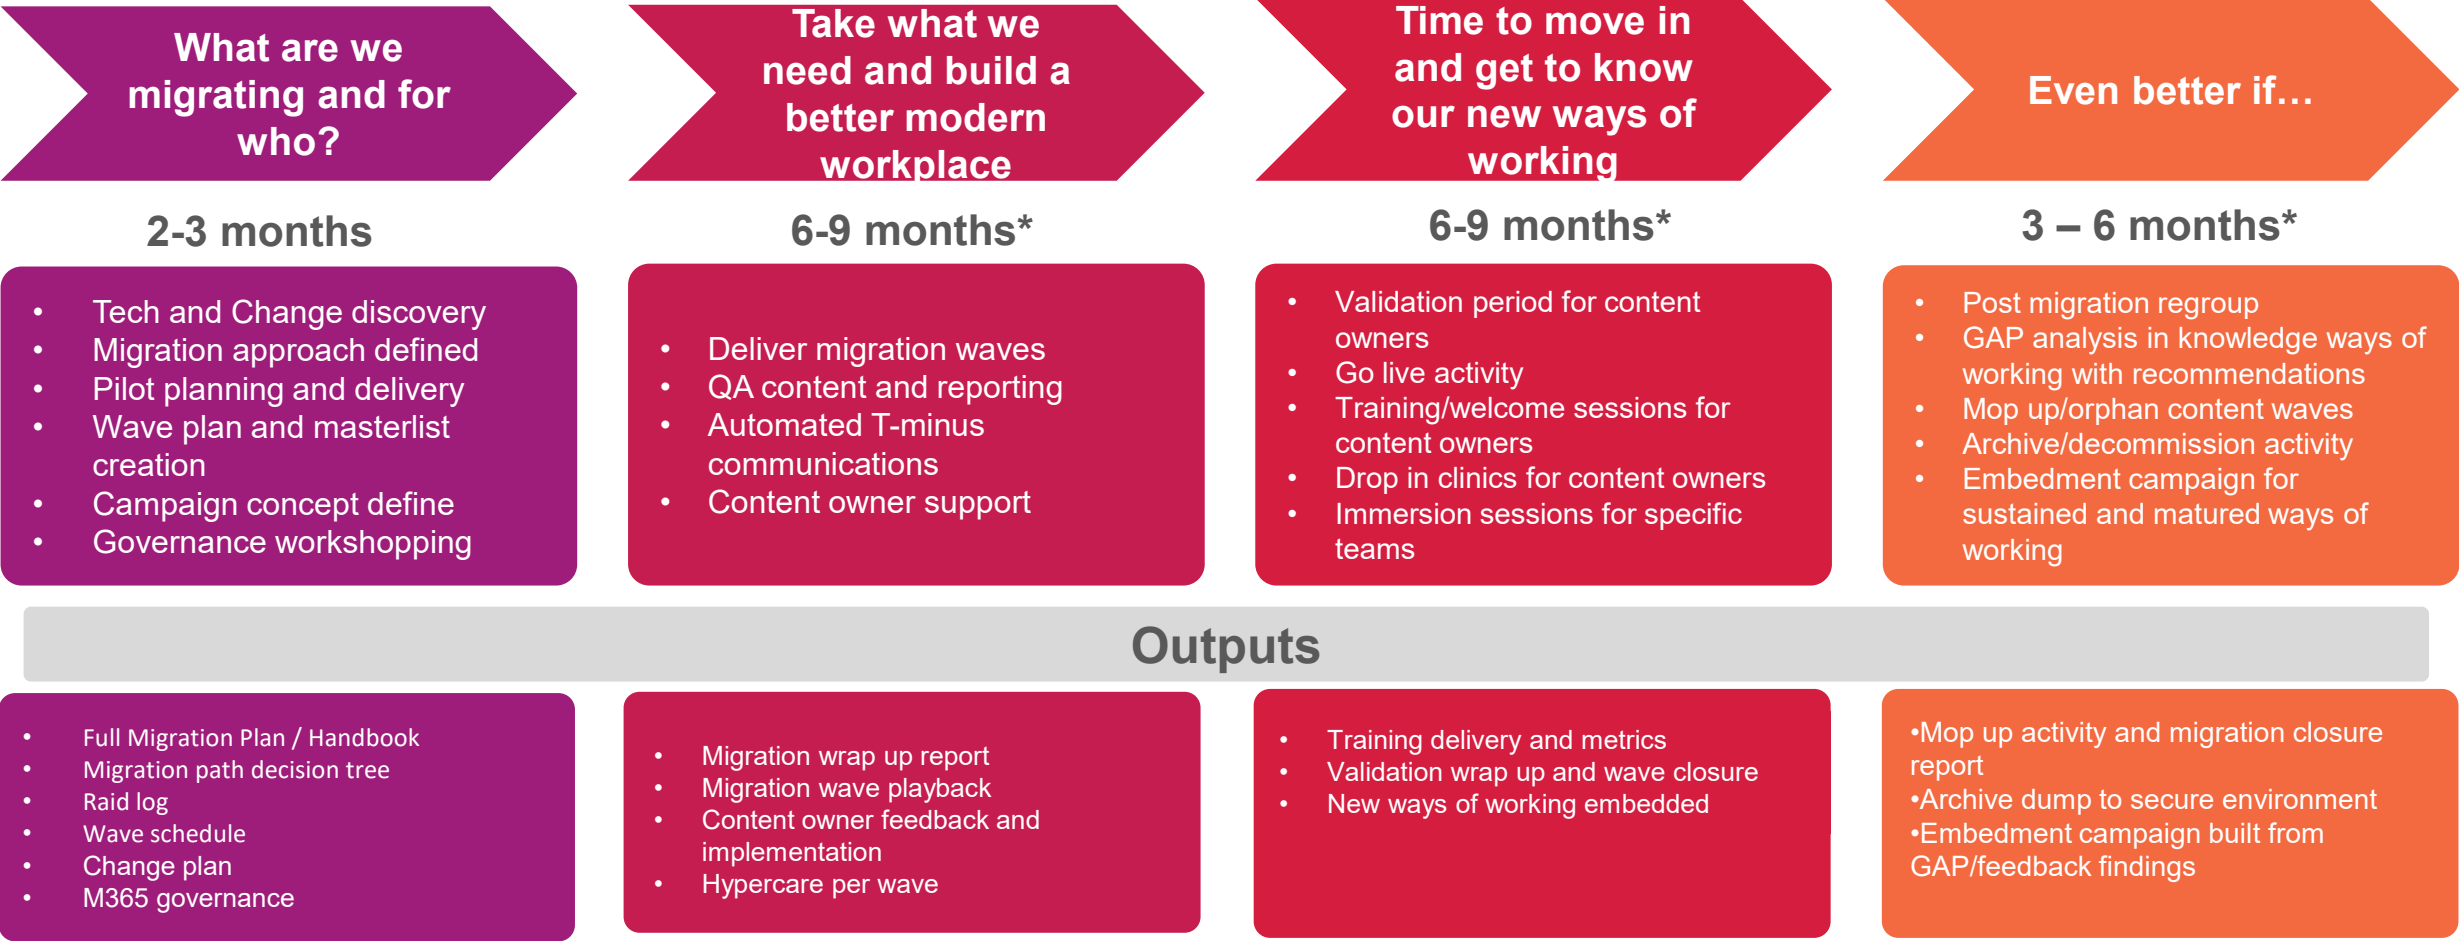 What are we
migrating and for
who?
Take what we
need and build a
better modern
workplace
Time to move in
and get to know
our new ways of
working
Even better if…
2-3 months
6-9 months*
6-9 months*
3 – 6 months*
• Tech and Change discovery
• Migration approach defined
• Pilot planning and delivery
• Wave plan and masterlist
creation
• Campaign concept define
• Governance workshopping
• Deliver migration waves
• QA content and reporting
• Automated T-minus
communications
• Content owner support
• Validation period for content
owners
• Go live activity
• Training/welcome sessions for
content owners
• Drop in clinics for content owners
• Immersion sessions for specific
teams
• Post migration regroup
• GAP analysis in knowledge ways of
working with recommendations
• Mop up/orphan content waves
• Archive/decommission activity
• Embedment campaign for
sustained and matured ways of
working
Outputs
• Full Migration Plan / Handbook
• Migration path decision tree
• Raid log
• Wave schedule
• Change plan
• M365 governance
• Migration wrap up report
• Migration wave playback
• Content owner feedback and
implementation
• Hypercare per wave
• Training delivery and metrics
• Validation wrap up and wave closure
• New ways of working embedded
•Mop up activity and migration closure
report
•Archive dump to secure environment
•Embedment campaign built from
GAP/feedback findings